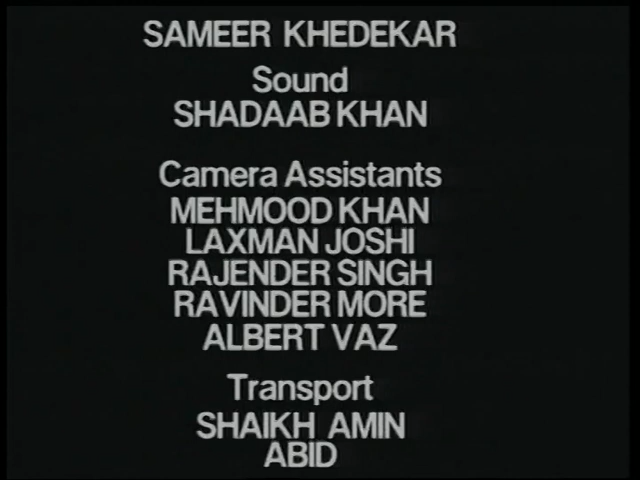 SAMEER KHEDEKAR
Sound
SHADAAB KHAN
Camera Assistants
MEHMOOD KHAN
LAXMAN JOSHI
RAJENDER SINGH
RAVINDER MORE
ALBERT VAZ
Transport
SHAIKH AMIN
ABID